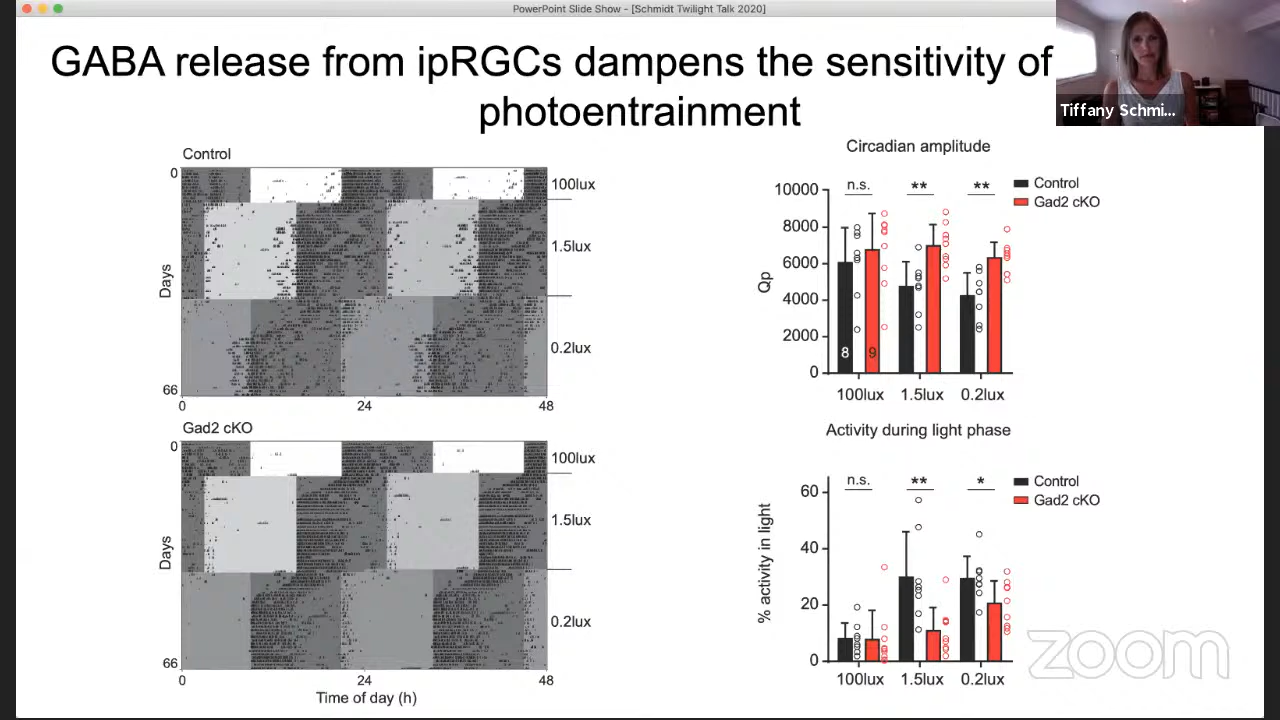 PowerPoint Slide Show - [Schmidt Twilight Talk 2020]
GABA release from ipRGCs dampens the sensitivity of
photoentrainment
Tiffany Schmi...
Control
0
Days
66
0
24
48
100lux
1.5lux
0.2lux
Gad2 cKO
0
Days
66
0
24
48
Time of day (h)
100lux
1.5lux
0.2lux
Circadian amplitude
Qp
10000
8000
6000
4000
2000
0
n.s.
**
**
Control
Gad2 cKO
8
9
100lux
1.5lux
0.2lux
Activity during light phase
% activity in light
60
40
20
0
n.s.
**
*
Control
Gad2 cKO
100lux
1.5lux
0.2lux
zoom